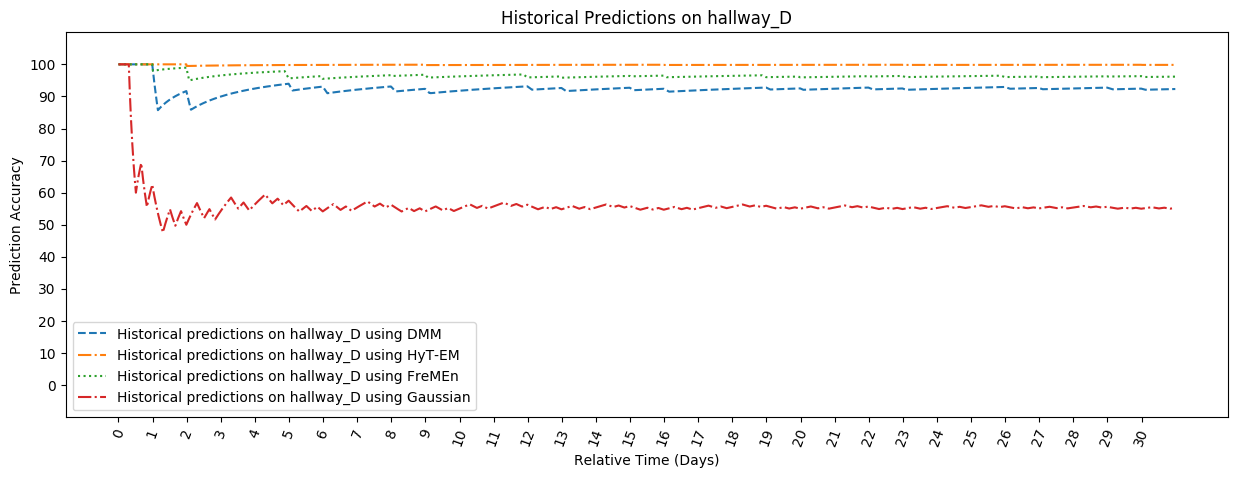 Historical Predictions on hallway_D
Prediction Accuracy
100
90
80
70
60
50
40
30
20
10
0
Historical predictions on hallway_D using DMM
Historical predictions on hallway_D using HyT-EM
Historical predictions on hallway_D using FreMEn
Historical predictions on hallway_D using Gaussian
0 1 2 3 4 5 6 7 8 9 10 11 12 13 14 15 16 17 18 19 20 21 22 23 24 25 26 27 28 29 30
Relative Time (Days)